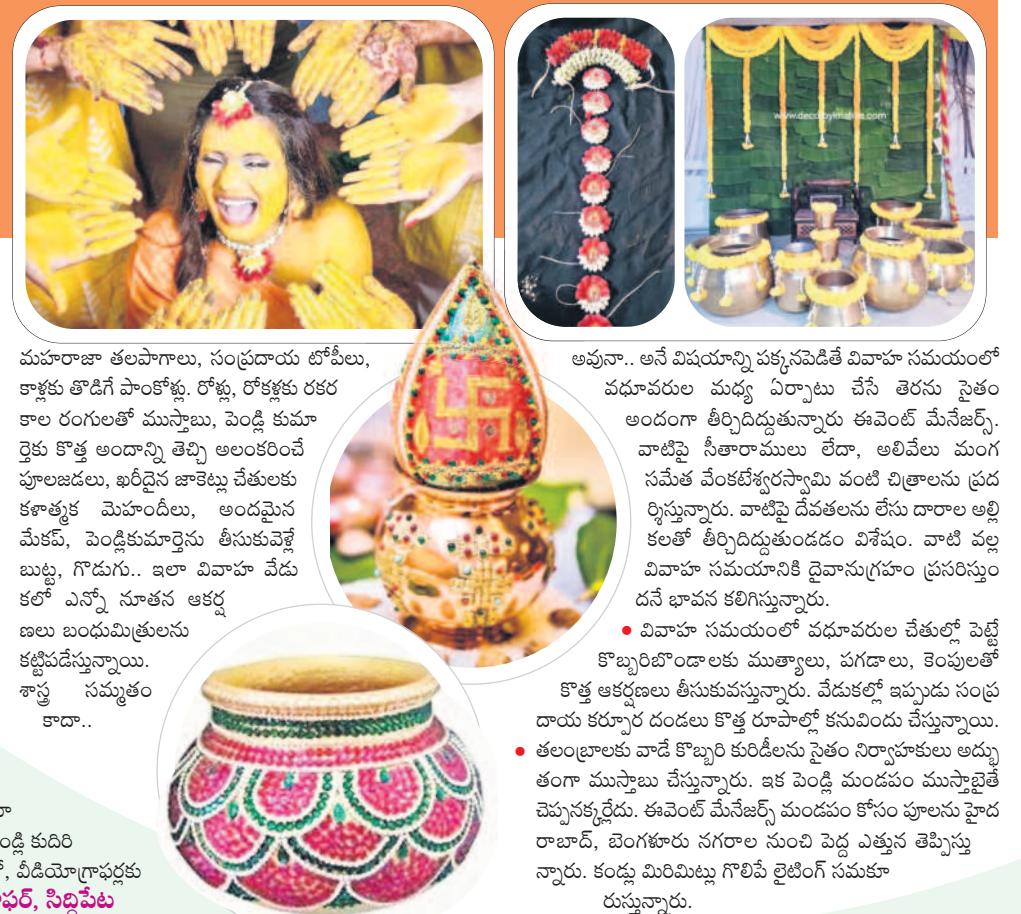 www.decorbykrishna.com
మహరాజా తలపాగాలు, సంప్రదాయ టోపీలు,
కాళ్లకు తొడిగే పాంకోళ్లు. రోళ్లు, రోకళ్లకు రకర
కాల రంగులతో ముస్తాబు, పెండ్లి కుమా
ర్తెకు కొత్త అందాన్ని తెచ్చి అలంకరించే
పూలజడలు, ఖరీదైన జాకెట్లు చేతులకు
కళాత్మక మెహందీలు, అందమైన
మేకప్, పెండ్లికుమార్తెను తీసుకువెళ్లే
బుట్ట, గొడుగు.. ఇలా వివాహ వేడు
కలో ఎన్నో నూతన ఆకర్ష
ణలు బంధుమిత్రులను
కట్టిపడేస్తున్నాయి.
శాస్త్ర సమ్మతం
కాదా..
అవునా.. అనే విషయాన్ని పక్కనపెడితే వివాహ సమయంలో
వధూవరుల మధ్య ఏర్పాటు చేసే తెరను సైతం
అందంగా తీర్చిదిద్దుతున్నారు ఈవెంట్ మేనేజర్స్.
వాటిపై సీతారాములు లేదా, అలివేలు మంగ
సమేత వేంకటేశ్వరస్వామి వంటి చిత్రాలను ప్రద
ర్శిస్తున్నారు. వాటిపై దేవతలను లేసు దారాల అల్లి
కలతో తీర్చిదిద్దుతుండడం విశేషం. వాటి వల్ల
వివాహ సమయానికి దైవానుగ్రహం ప్రసరిస్తుం
దనే భావన కలిగిస్తున్నారు.
• వివాహ సమయంలో వధూవరుల చేతుల్లో పెట్టే
కొబ్బరిబొండాలకు ముత్యాలు, పగడాలు, కెంపులతో
కొత్త ఆకర్షణలు తీసుకువస్తున్నారు. వేడుకల్లో ఇప్పుడు సంప్ర
దాయ కర్పూర దండలు కొత్త రూపాల్లో కనువిందు చేస్తున్నాయి.
• తలంబ్రాలకు వాడే కొబ్బరి కురిడీలను సైతం నిర్వాహకులు అద్భు
తంగా ముస్తాబు చేస్తున్నారు. ఇక పెండ్లి మండపం ముస్తాబైతే
చెప్పనక్కర్లేదు. ఈవెంట్ మేనేజర్స్ మండపం కోసం పూలను హైద
రాబాద్, బెంగళూరు నగరాల నుంచి పెద్ద ఎత్తున తెప్పిస్తు
న్నారు. కండ్లు మిరిమిట్లు గొలిపే లైటింగ్ సమకూ
రుస్తున్నారు.
కుదిరి
వీడియోగ్రాఫర్లకు
సిద్దిపేట